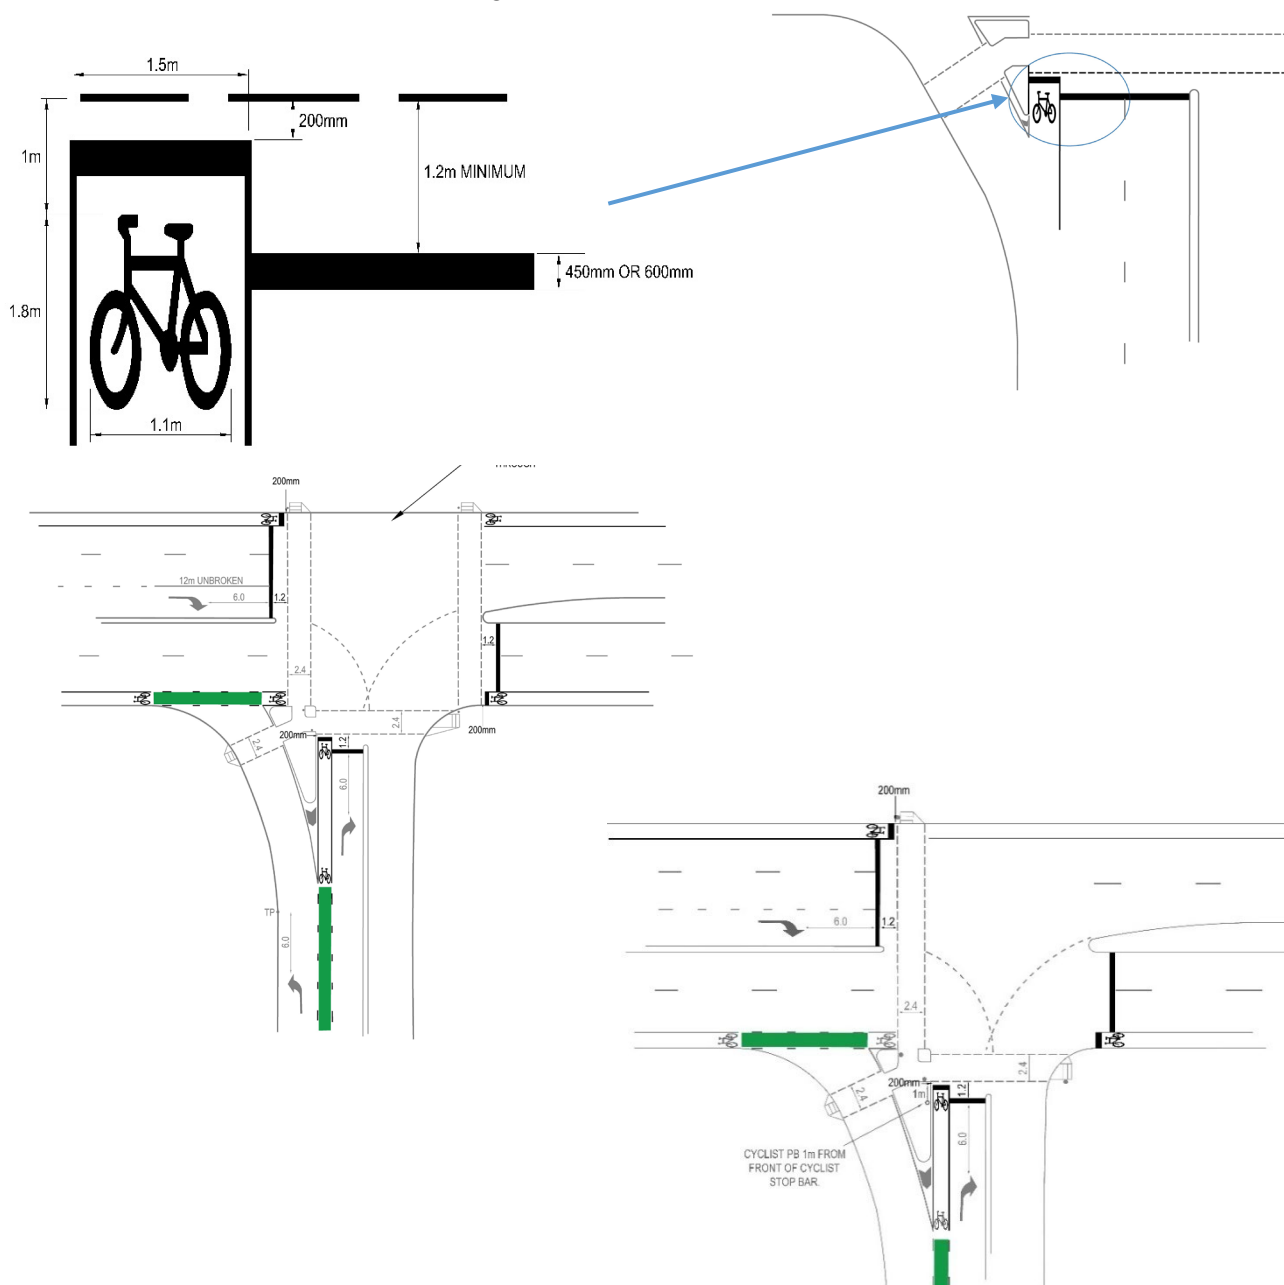 1.5m
200mm
1m
1.2m MINIMUM
450mm OR 600mm
1.8m
1.1m
200mm
12m UNBROKEN
6.0
1.2
1.2
2.4
2.4
2.4
200mm
200mm
1.2
6.0
TP
6.0
200mm
6.0
1.2
2.4
2.4
2.4
200mm
1m
1.2
6.0
CYCLIST PB 1m FROM
FRONT OF CYCLIST
STOP BAR.